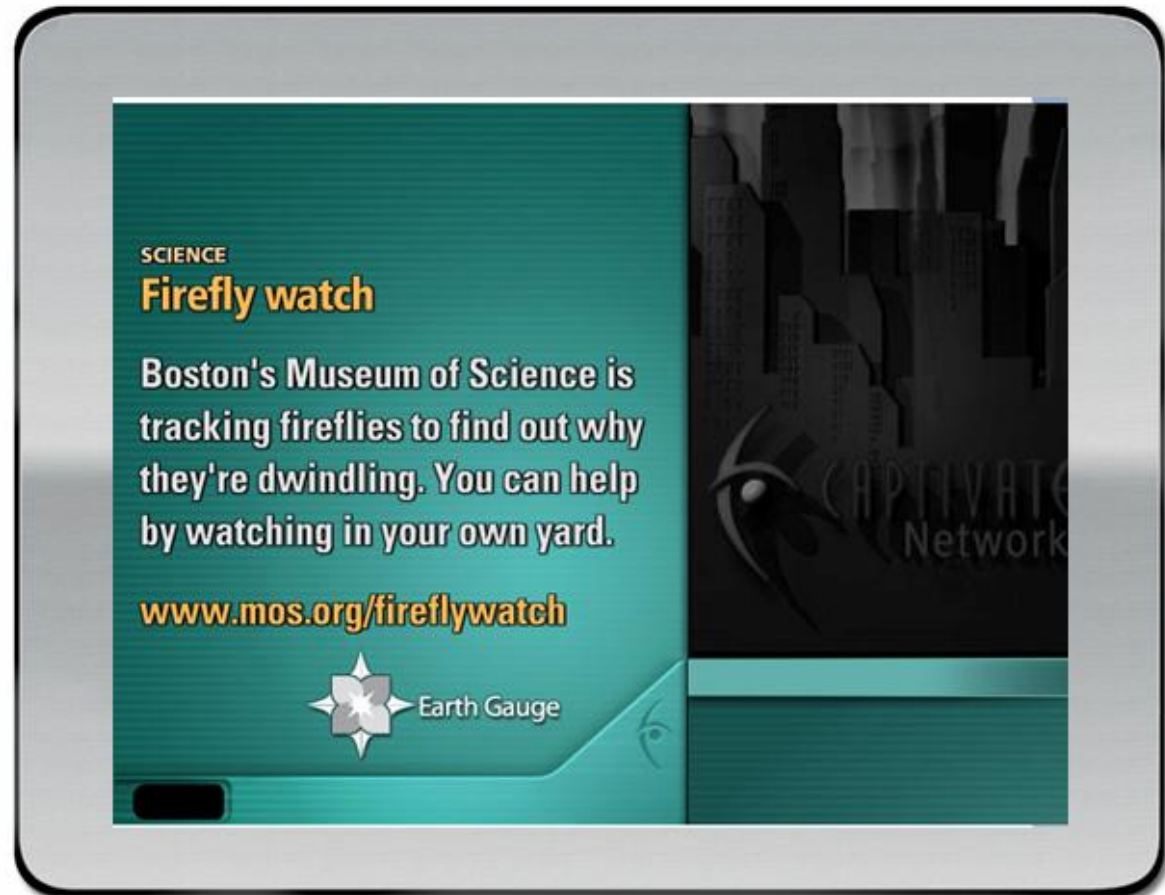 SCIENCE
Firefly watch
Boston's Museum of Science is
tracking fireflies to find out why
they're dwindling. You can help
by watching in your own yard.
www.mos.org/fireflywatch
Earth Gauge
CAPTIVATE
Network